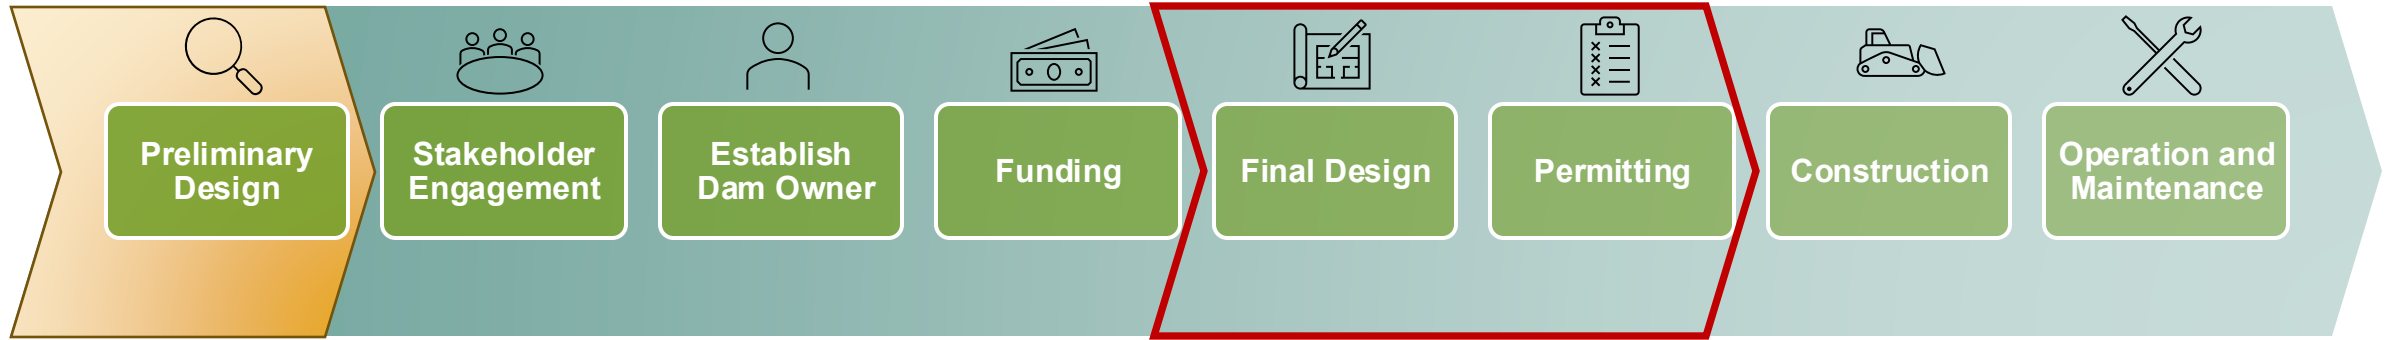 Preliminary
Design
Stakeholder
Engagement
Establish
Dam Owner
Funding
Final Design
Permitting
Construction
Operation and
Maintenance